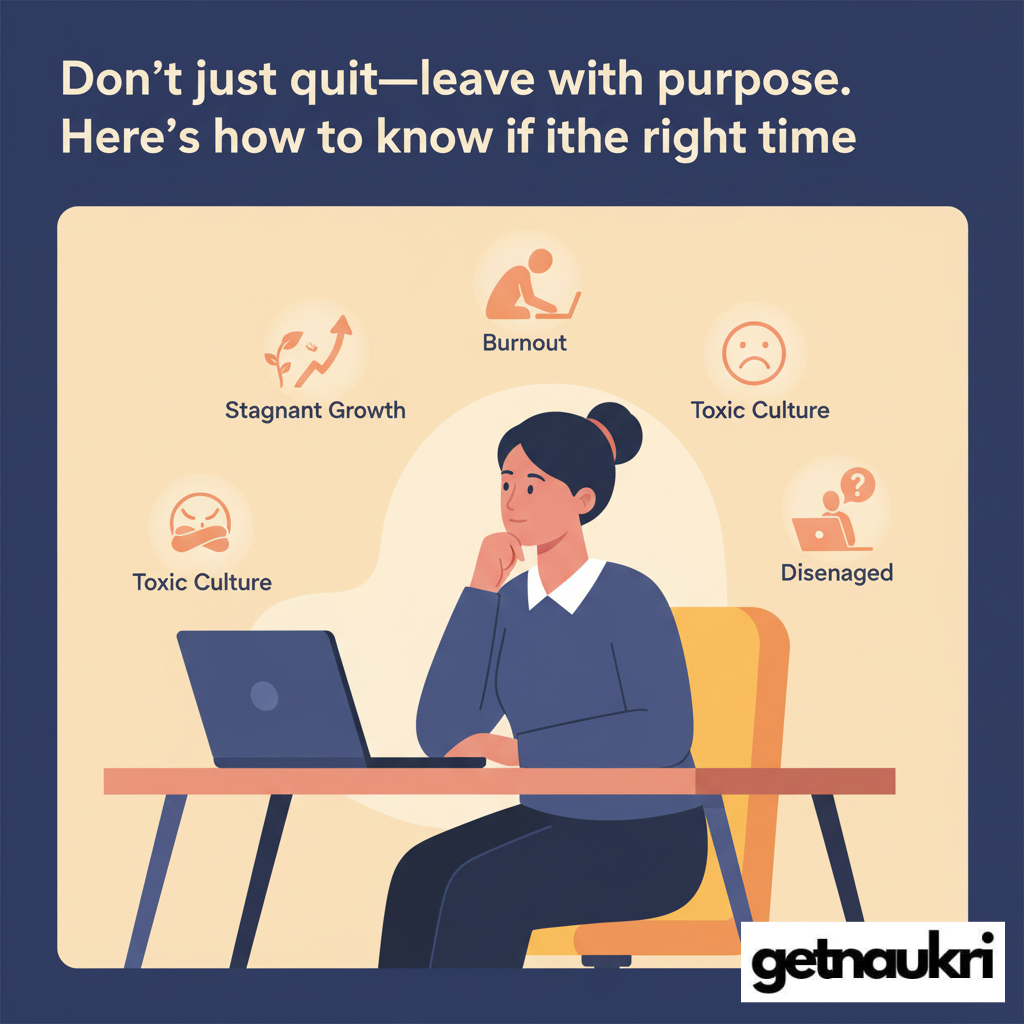 Don't just quit—leave with purpose.
Here's how to know if ithe right time
Burnout
Stagnant Growth
Toxic Culture
Toxic Culture
?
Disenaged
getnaukri